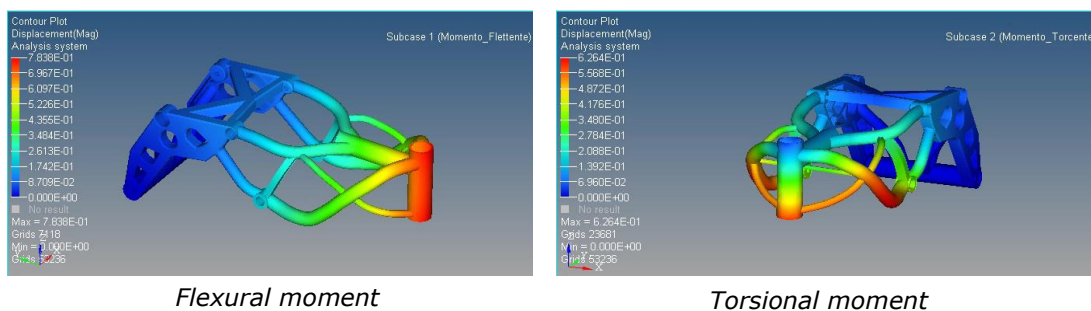 Contour Plot
Displacement(Mag)
Analysis system
Subcase 1 (Momento_Flettente)
7.838E-01
6.967E-01
6.097E-01
5.226E-01
4.355E-01
3.484E-01
2.613E-01
1.742E-01
8.709E-02
0.000E+00
No result
Max = 7.838E-01
Grids 7118
Min = 0.000E+00
Grids 53236
Z
Y
X
Contour Plot
Displacement(Mag)
Analysis system
Subcase 2 (Momento_Torcente
6.264E-01
5.568E-01
4.872E-01
4.176E-01
3.480E-01
2.784E-01
2.088E-01
1.392E-01
6.960E-02
0.000E+00
No result
Max = 6.264E-01
Grids 23681
Min = 0.000E+00
Grids 53236
Z
Y
X
Flexural moment
Torsional moment